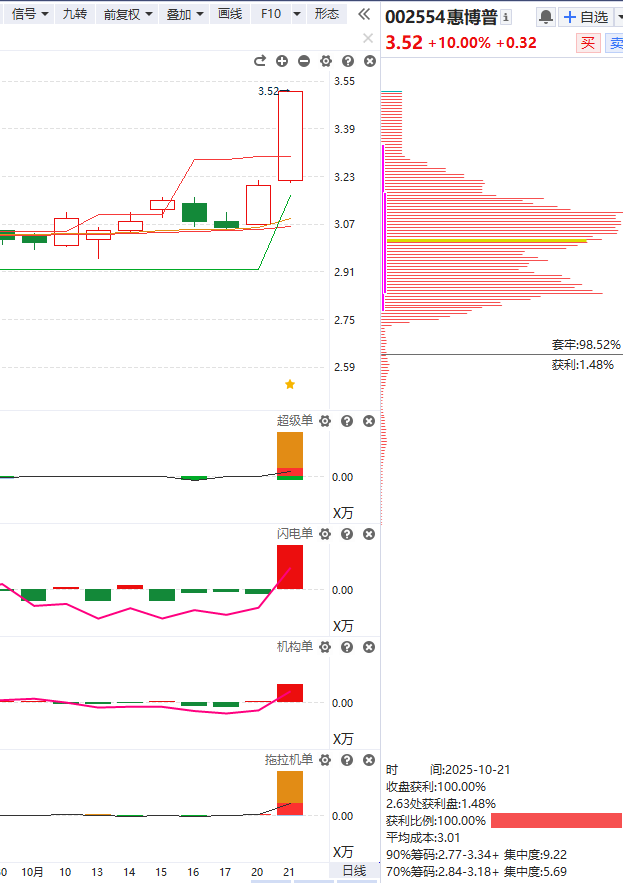 信号 九转 前复权 叠加 画线 F10 形态
002554惠博普 自选
3.52 +10.00% +0.32 买 卖
3.55
3.52
3.39
3.23
3.07
2.91
2.75
2.59
套牢:98.52%
获利:1.48%
超级单
0.00
X万
闪电单
0.00
X万
机构单
0.00
X万
拖拉机单
0.00
X万
时 间:2025-10-21
收盘获利:100.00%
2.63处获利盘:1.48%
获利比例:100.00%
平均成本:3.01
90%筹码:2.77-3.34+ 集中度:9.22
70%筹码:2.84-3.18+ 集中度:5.69
10月 10 13 14 15 16 17 20 21 日线